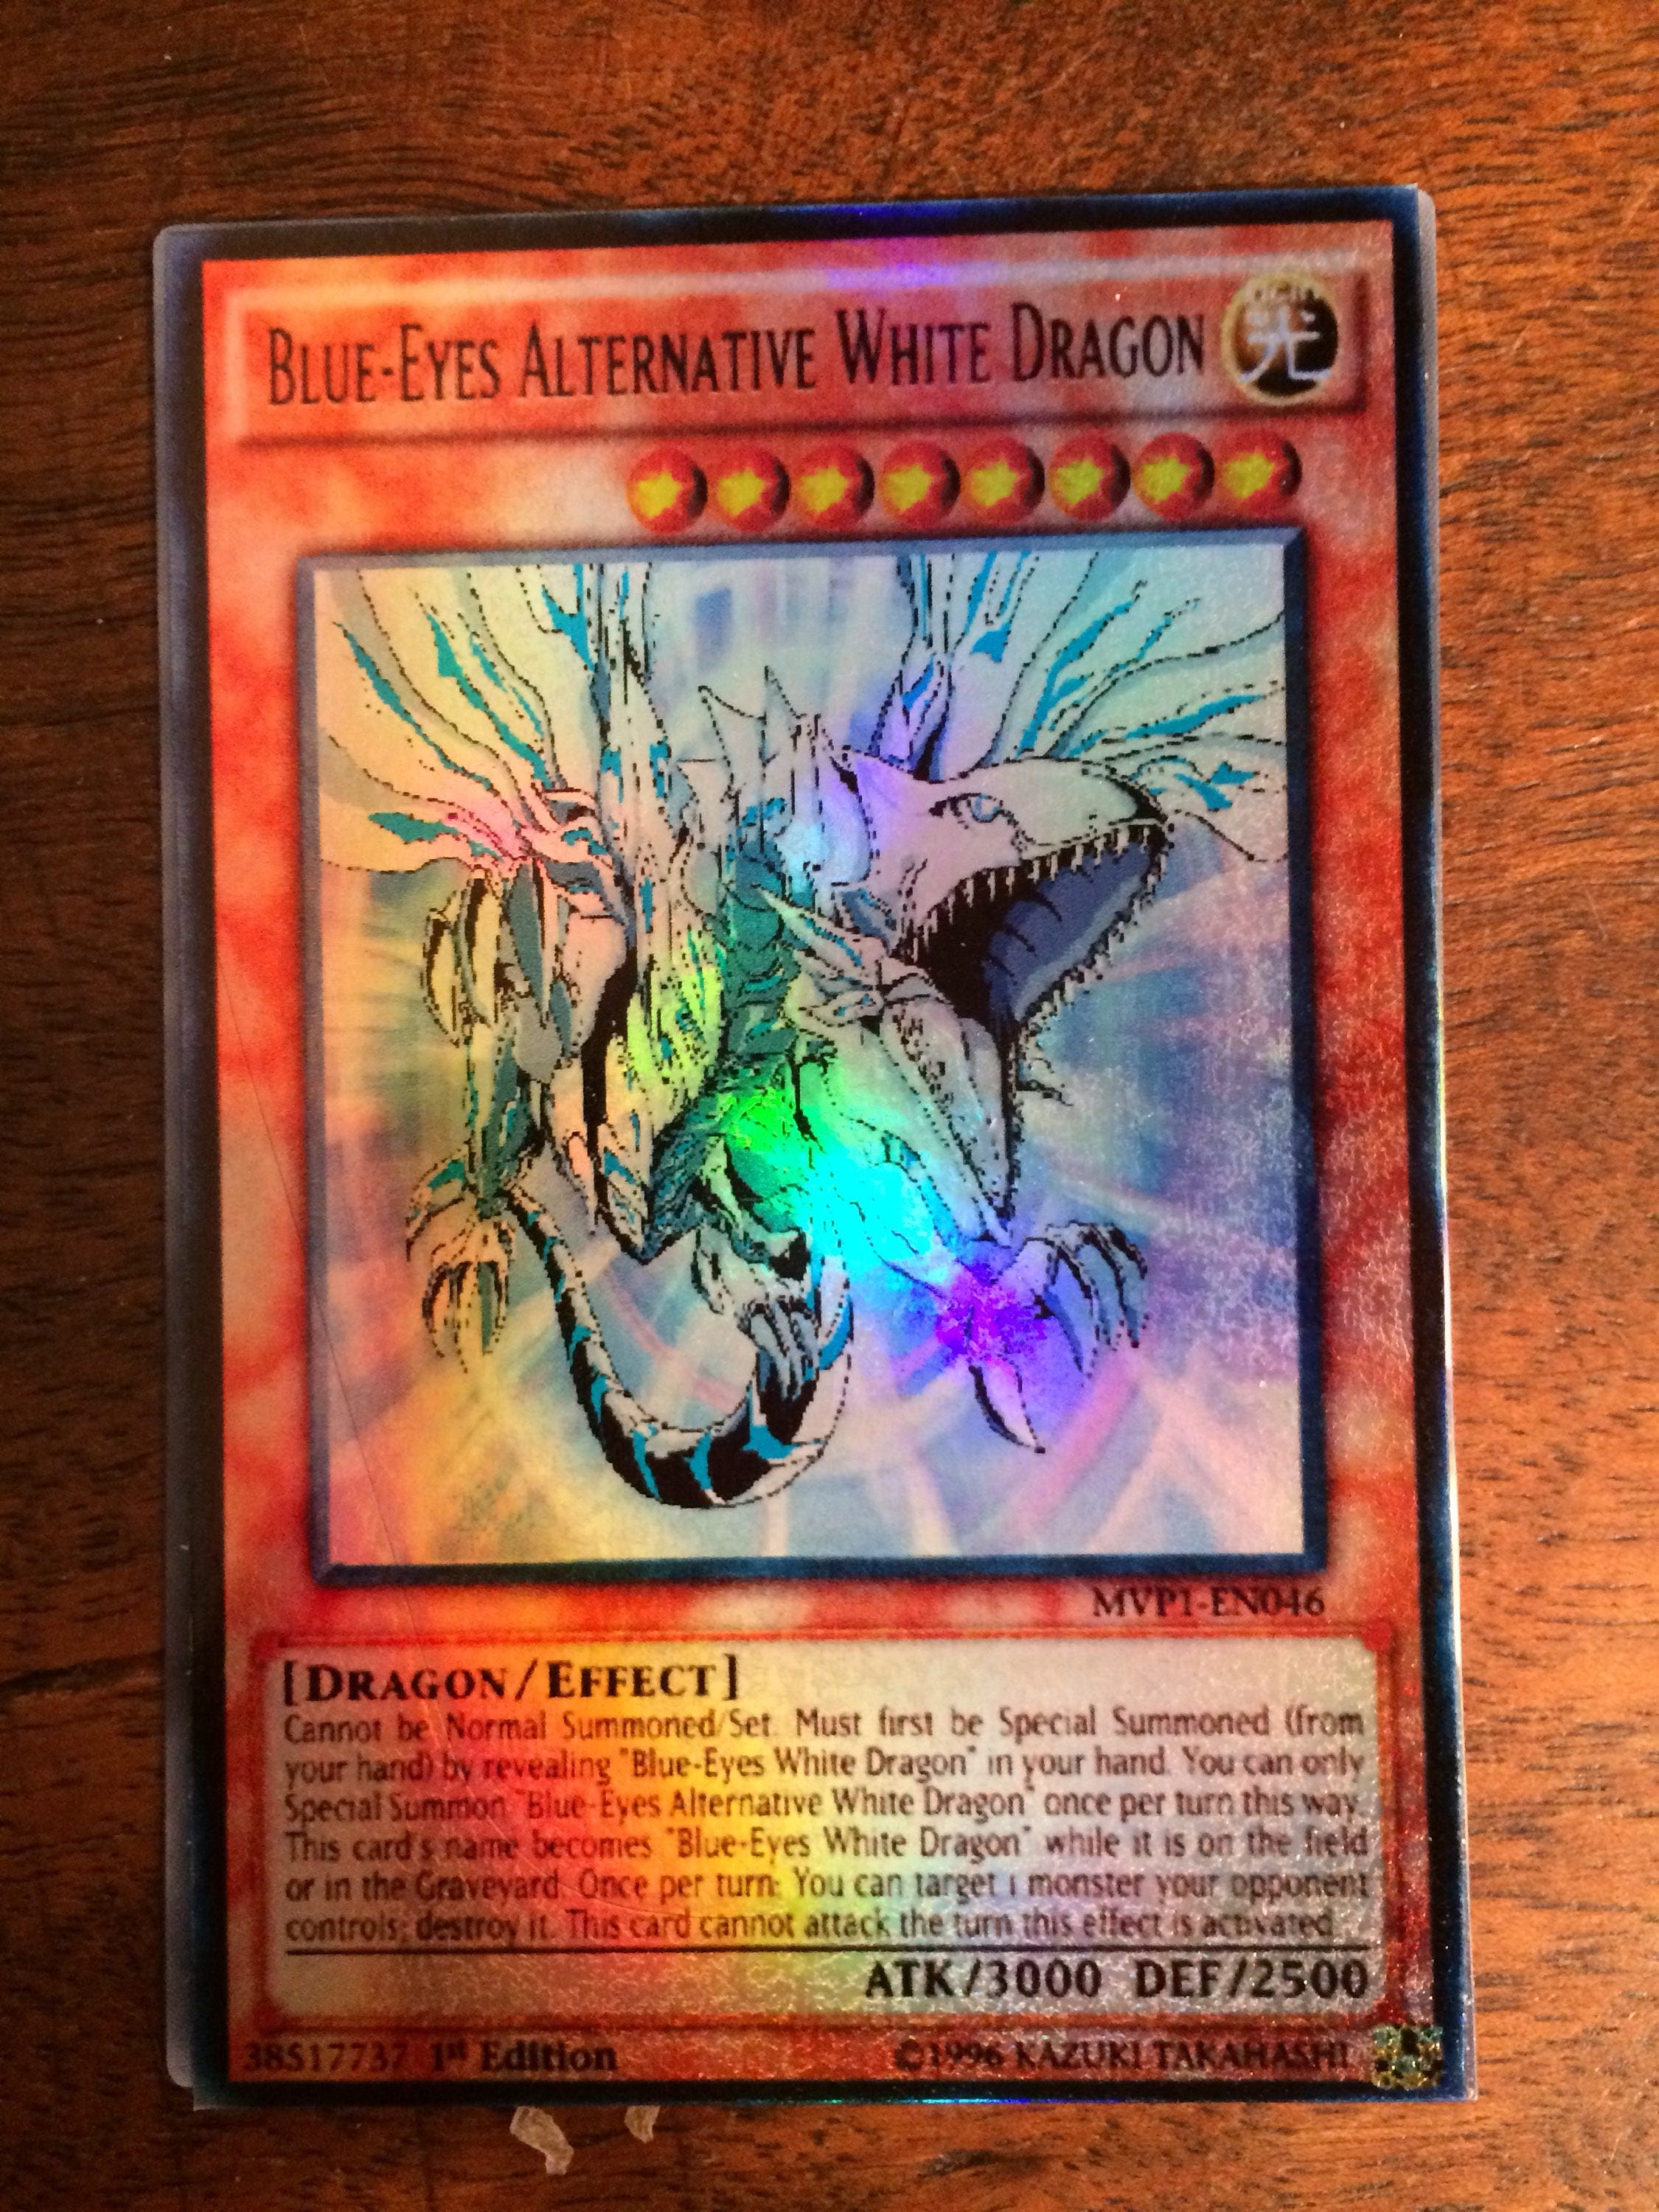 BLUE-EYES ALTERNATIVE WHITE DRAGON
光
MVP1-EN046
[DRAGON/EFFECT]
Cannot be Normal Summoned/Set. Must first be Special Summoned (from
your hand) by revealing "Blue-Eyes White Dragon" in your hand. You can only
Special Summon "Blue-Eyes Alternative White Dragon" once per turn this way.
This card's name becomes "Blue-Eyes White Dragon" while it is on the field
or in the Graveyard. Once per turn: You can target 1 monster your opponent
controls; destroy it. This card cannot attack the turn this effect is activated.
ATK/3000 DEF/2500
38517737 1st Edition ©1996 KAZUKI TAKAHASHI